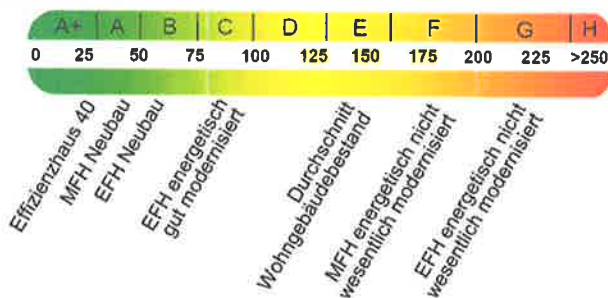 A+ A B C D E F G H
0 25 50 75 100 125 150 175 200 225 >250
Effizienzhaus 40
MFH Neubau
EFH Neubau
EFH energetisch
gut modernisiert
Durchschnitt
Wohngebäudebestand
MFH energetisch nicht
wesentlich modernisiert
EFH energetisch nicht
wesentlich modernisiert